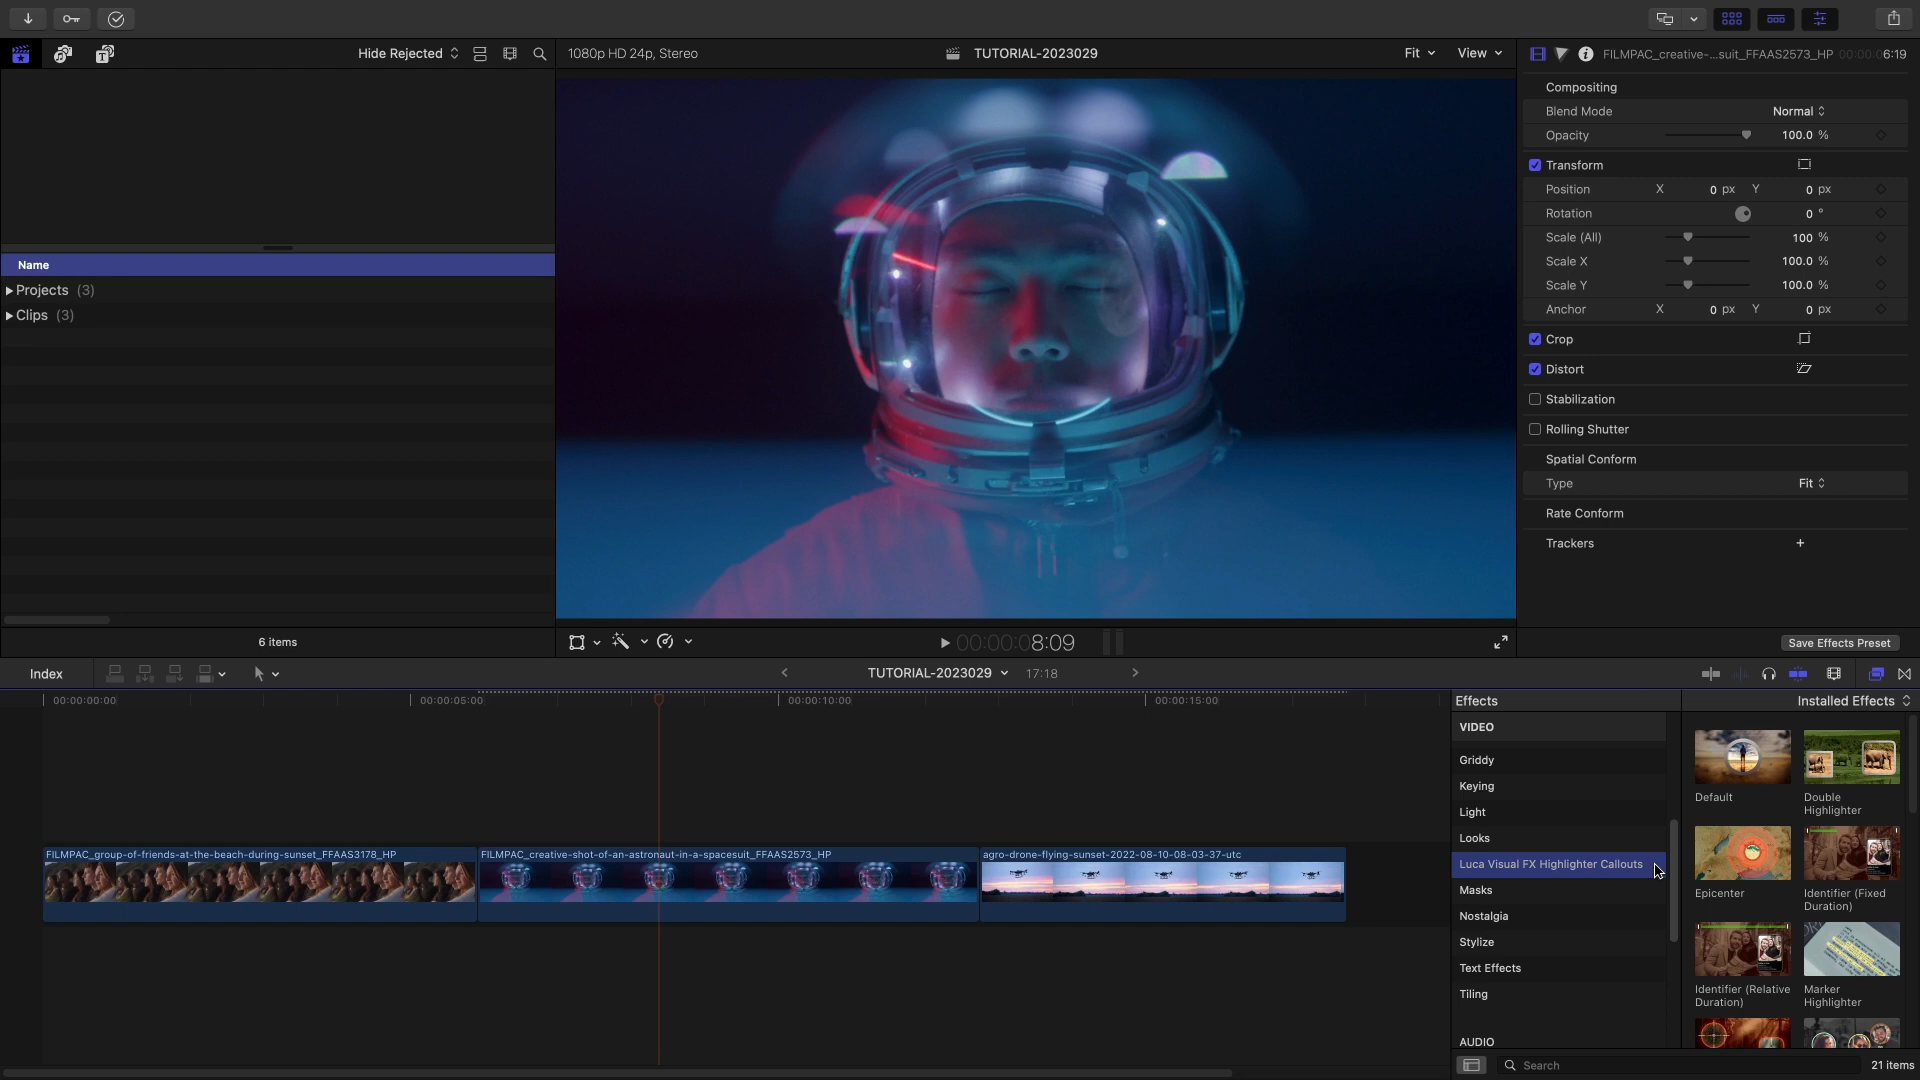 Hide Rejected
1080p HD 24p, Stereo
TUTORIAL-2023029
Fit
View
FILMPAC_creative-...suit_FFAAS2573_HP
00:00:06:19
Compositing
Blend Mode
Normal
Opacity
100.0 %
Transform
Position
X
0 px
Y
0 px
Rotation
0 °
Scale (All)
100 %
Scale X
100.0 %
Scale Y
100.0 %
Anchor
X
0 px
Y
0 px
Crop
Distort
Stabilization
Rolling Shutter
Spatial Conform
Type
Fit
Rate Conform
Trackers
+
Name
Projects (3)
Clips (3)
6 items
00:00:08:09
Save Effects Preset
Index
TUTORIAL-2023029
17:18
00:00:00:00
00:00:05:00
00:00:10:00
00:00:15:00
FILMPAC_group-of-friends-at-the-beach-during-sunset_FFAAS3178_HP
FILMPAC_creative-shot-of-an-astronaut-in-a-spacesuit_FFAAS2573_HP
agro-drone-flying-sunset-2022-08-10-08-03-37-utc
Effects
Installed Effects
VIDEO
Griddy
Keying
Light
Looks
Luca Visual FX Highlighter Callouts
Masks
Nostalgia
Stylize
Text Effects
Tiling
AUDIO
Default
Double
Highlighter
Epicenter
Identifier (Fixed
Duration)
Identifier (Relative
Duration)
Marker
Highlighter
Search
21 items